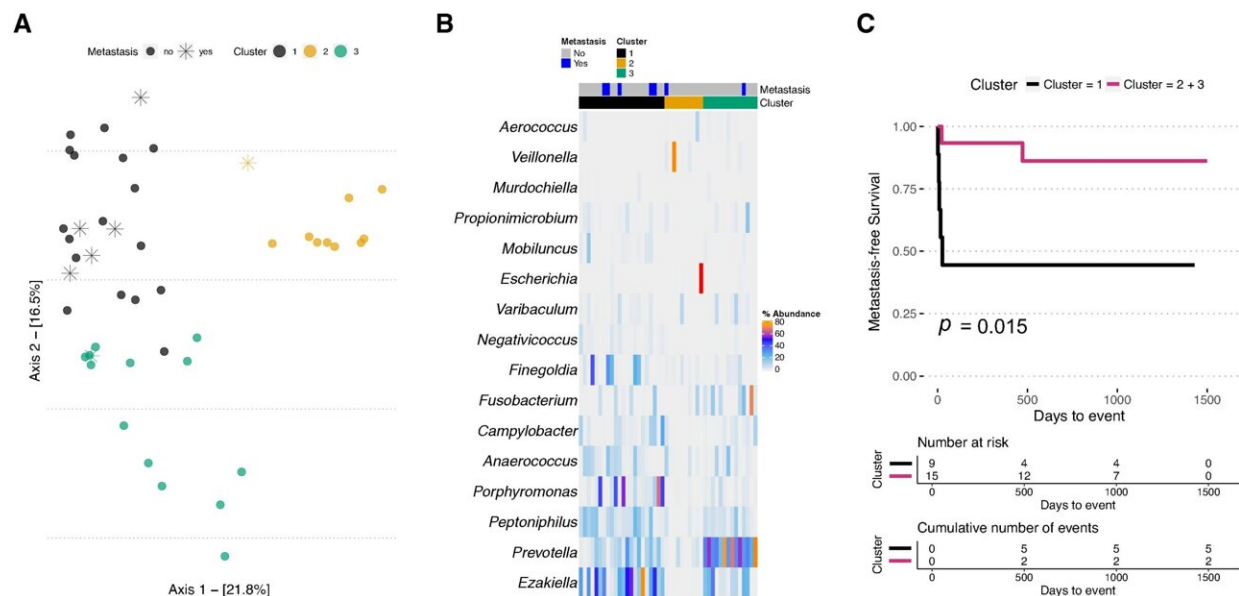 A
Metastasis no yes Cluster 1 2 3
Axis 2 – [16.5%]
Axis 1 – [21.8%]
B
Metastasis Cluster
No 1
Yes 2
3
Metastasis
Cluster
Aerococcus
Veillonella
Murdochiella
Propionimicrobium
Mobiluncus
Escherichia
Varibaculum
Negativicoccus
Finegoldia
Fusobacterium
Campylobacter
Anaerococcus
Porphyromonas
Peptoniphilus
Prevotella
Ezakiella
% Abundance
80
60
40
20
0
C
Cluster Cluster = 1 Cluster = 2 + 3
Metastasis-free Survival
1.00
0.75
0.50
0.25
0.00
p = 0.015
0 500 1000 1500
Days to event
Number at risk
Cluster
9 4 4 0
15 12 7 0
0 500 1000 1500
Days to event
Cumulative number of events
Cluster
0 5 5 5
0 2 2 2
0 500 1000 1500
Days to event